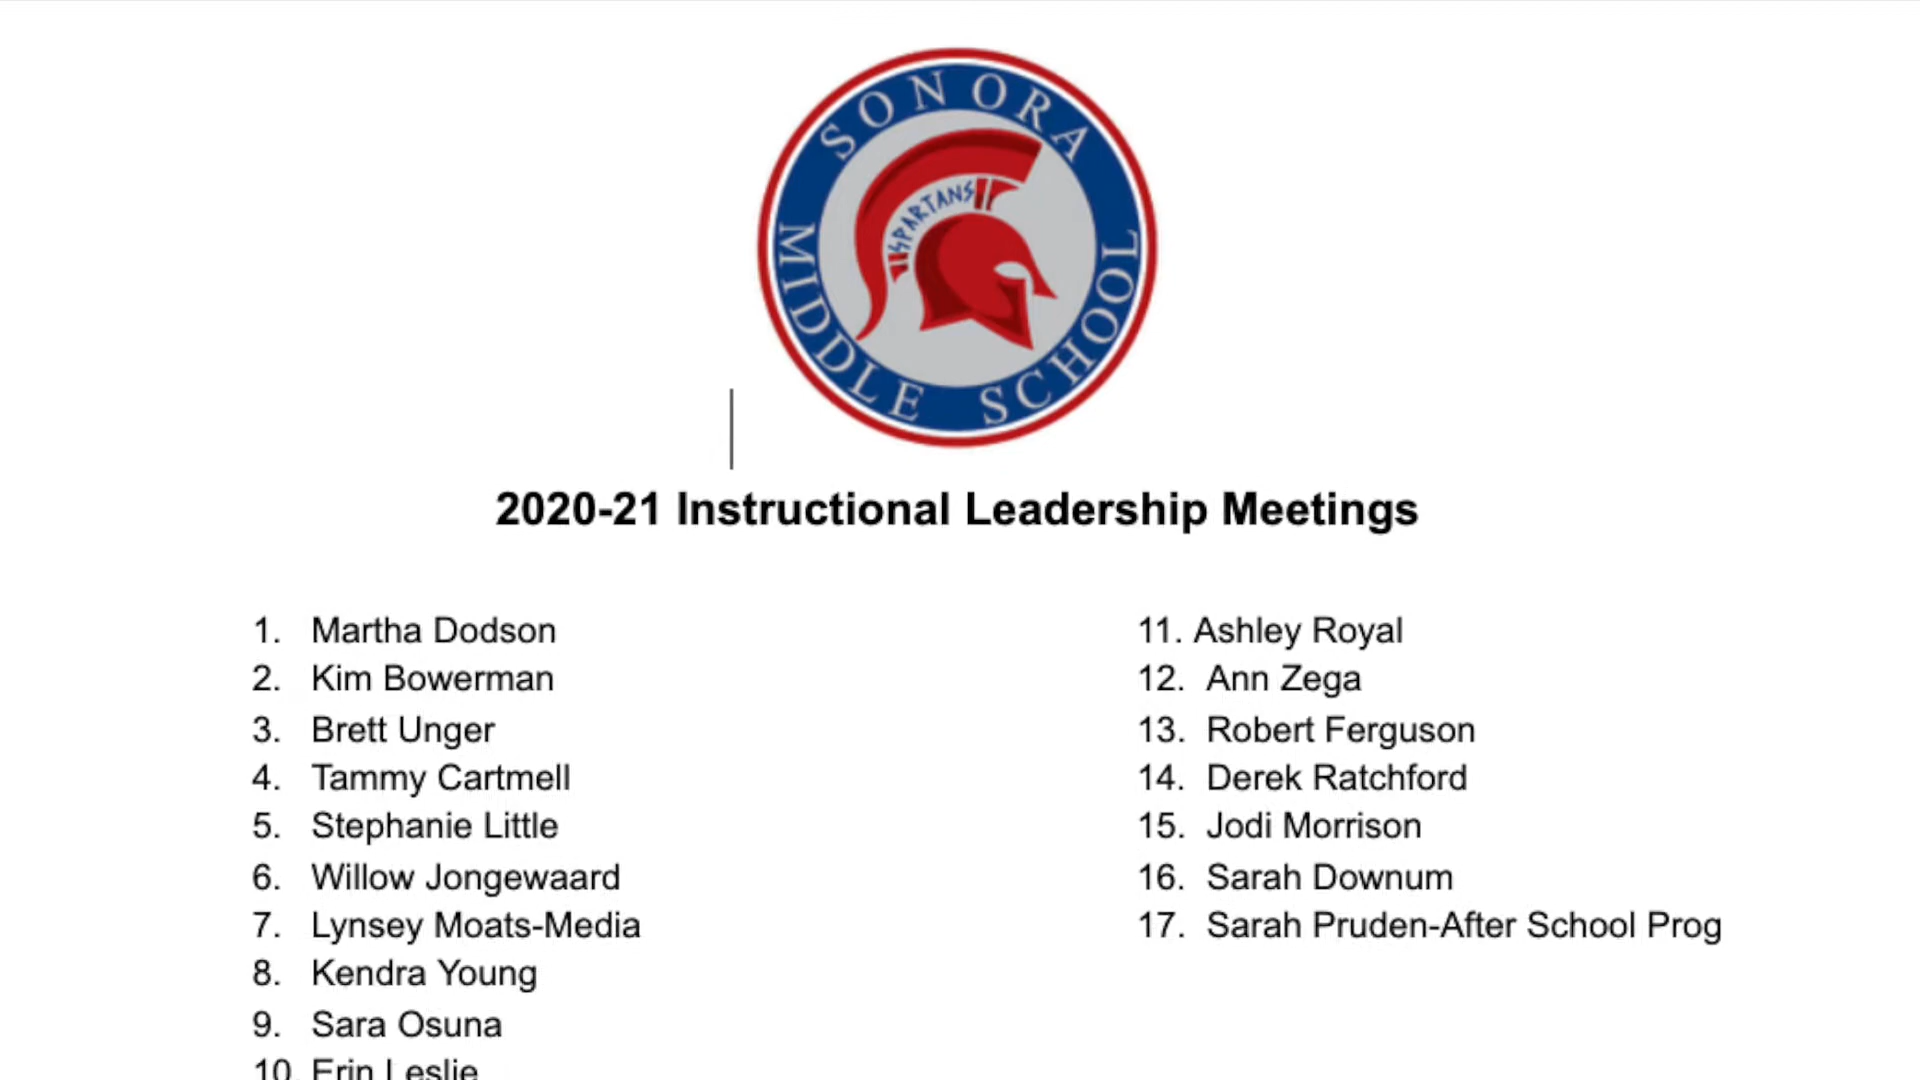 SONORA
SPARTANS
MIDDLE SCHOOL
2020-21 Instructional Leadership Meetings
1. Martha Dodson
2. Kim Bowerman
3. Brett Unger
4. Tammy Cartmell
5. Stephanie Little
6. Willow Jongewaard
7. Lynsey Moats-Media
8. Kendra Young
9. Sara Osuna
10. Erin Leslie
11. Ashley Royal
12. Ann Zega
13. Robert Ferguson
14. Derek Ratchford
15. Jodi Morrison
16. Sarah Downum
17. Sarah Pruden-After School Prog